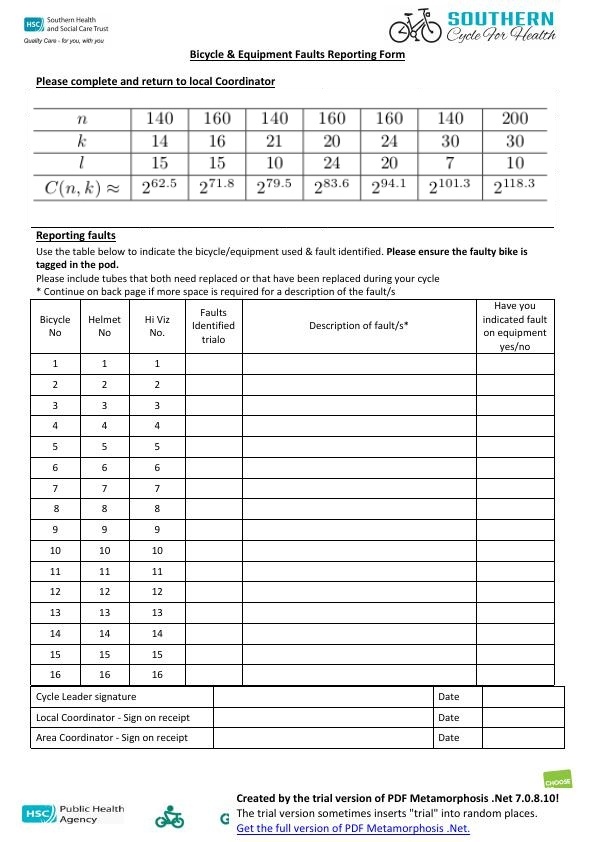 HSC Southern Health and Social Care Trust
Quality Care - for you, with you
SOUTHERN
Cycle For Health
Bicycle & Equipment Faults Reporting Form
Please complete and return to local Coordinator
n 140 160 140 160 160 140 200
k 14 16 21 20 24 30 30
l 15 15 10 24 20 7 10
C(n, k) ≈ 2^62.5 2^71.8 2^79.5 2^83.6 2^94.1 2^101.3 2^118.3
Reporting faults
Use the table below to indicate the bicycle/equipment used & fault identified. Please ensure the faulty bike is
tagged in the pod.
Please include tubes that both need replaced or that have been replaced during your cycle
* Continue on back page if more space is required for a description of the fault/s
Bicycle No Helmet No Hi Viz No. Faults Identified trialo Description of fault/s* Have you indicated fault on equipment yes/no
1 1 1
2 2 2
3 3 3
4 4 4
5 5 5
6 6 6
7 7 7
8 8 8
9 9 9
10 10 10
11 11 11
12 12 12
13 13 13
14 14 14
15 15 15
16 16 16
Cycle Leader signature Date
Local Coordinator - Sign on receipt Date
Area Coordinator - Sign on receipt Date
CHOOSE
HSC Public Health Agency
Created by the trial version of PDF Metamorphosis .Net 7.0.8.10!
The trial version sometimes inserts "trial" into random places.
Get the full version of PDF Metamorphosis .Net.